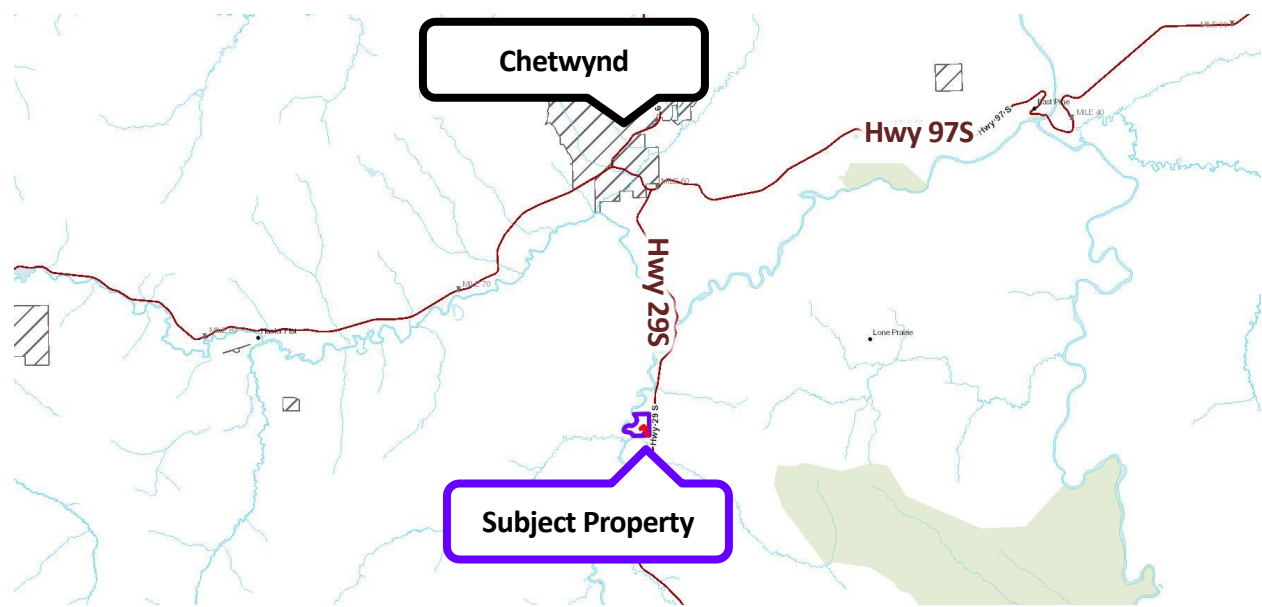 Chetwynd
Hwy 97S
Hwy-97-S
East Pine
MILE 40
MILE 60
Hwy 29S
MILE 70
Lone Prairie
Hwy-29 S
Subject Property